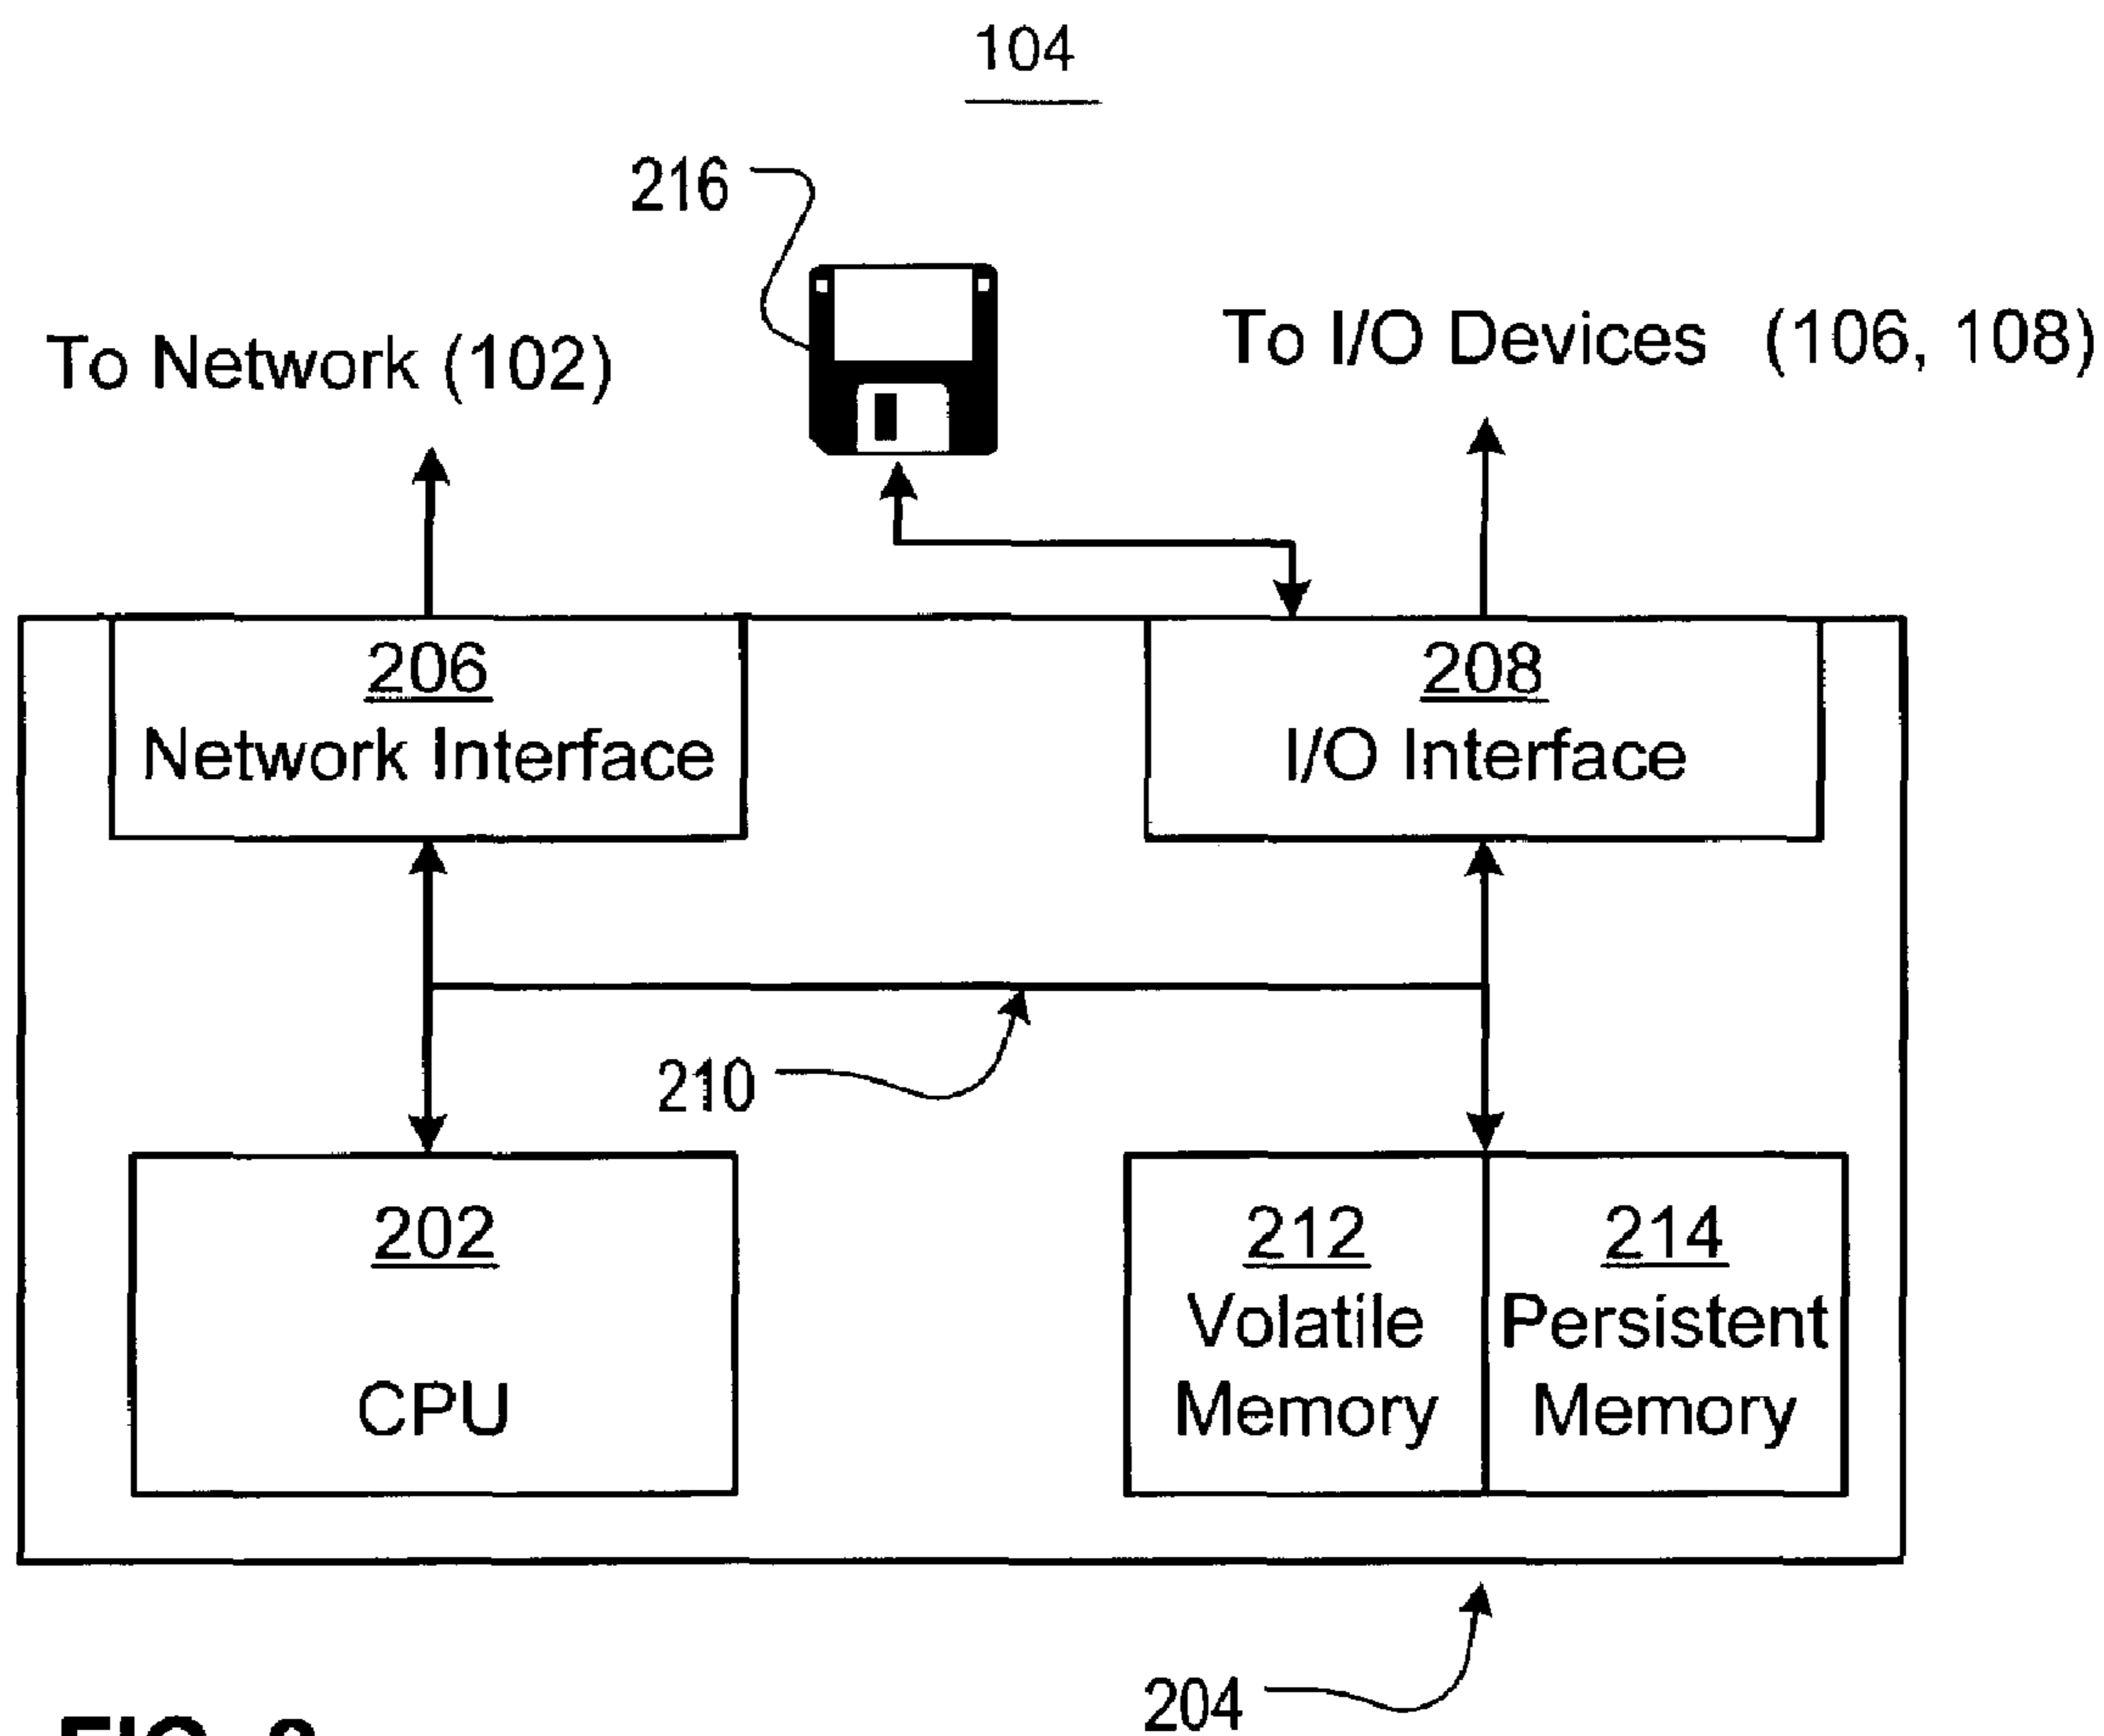 104
216
To Network (102)
To I/O Devices (106, 108)
206
Network Interface
208
I/O Interface
210
202
CPU
212
Volatile
Memory
214
Persistent
Memory
204